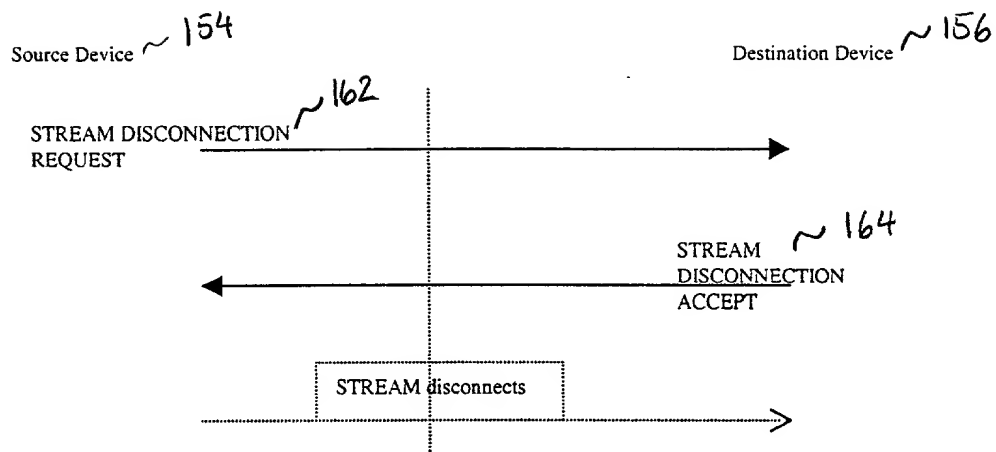 Source Device ~ 154
Destination Device ~ 156
STREAM DISCONNECTION ~ 162
REQUEST
STREAM ~ 164
DISCONNECTION
ACCEPT
STREAM disconnects